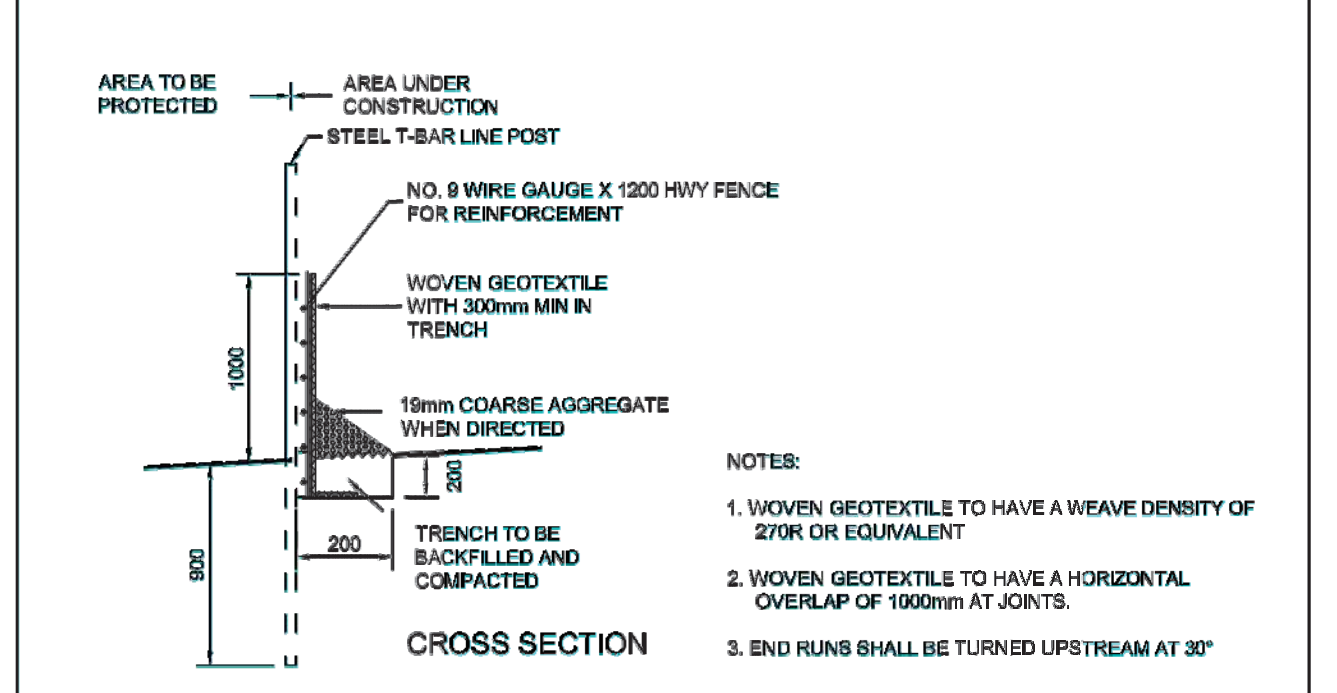 AREA TO BE
PROTECTED
AREA UNDER
CONSTRUCTION
STEEL T-BAR LINE POST
NO. 9 WIRE GAUGE X 1200 HWY FENCE
FOR REINFORCEMENT
WOVEN GEOTEXTILE
WITH 300mm MIN IN
TRENCH
1000
19mm COARSE AGGREGATE
WHEN DIRECTED
200
900
200
TRENCH TO BE
BACKFILLED AND
COMPACTED
CROSS SECTION
NOTES:
1. WOVEN GEOTEXTILE TO HAVE A WEAVE DENSITY OF
270R OR EQUIVALENT
2. WOVEN GEOTEXTILE TO HAVE A HORIZONTAL
OVERLAP OF 1000mm AT JOINTS.
3. END RUNS SHALL BE TURNED UPSTREAM AT 30°